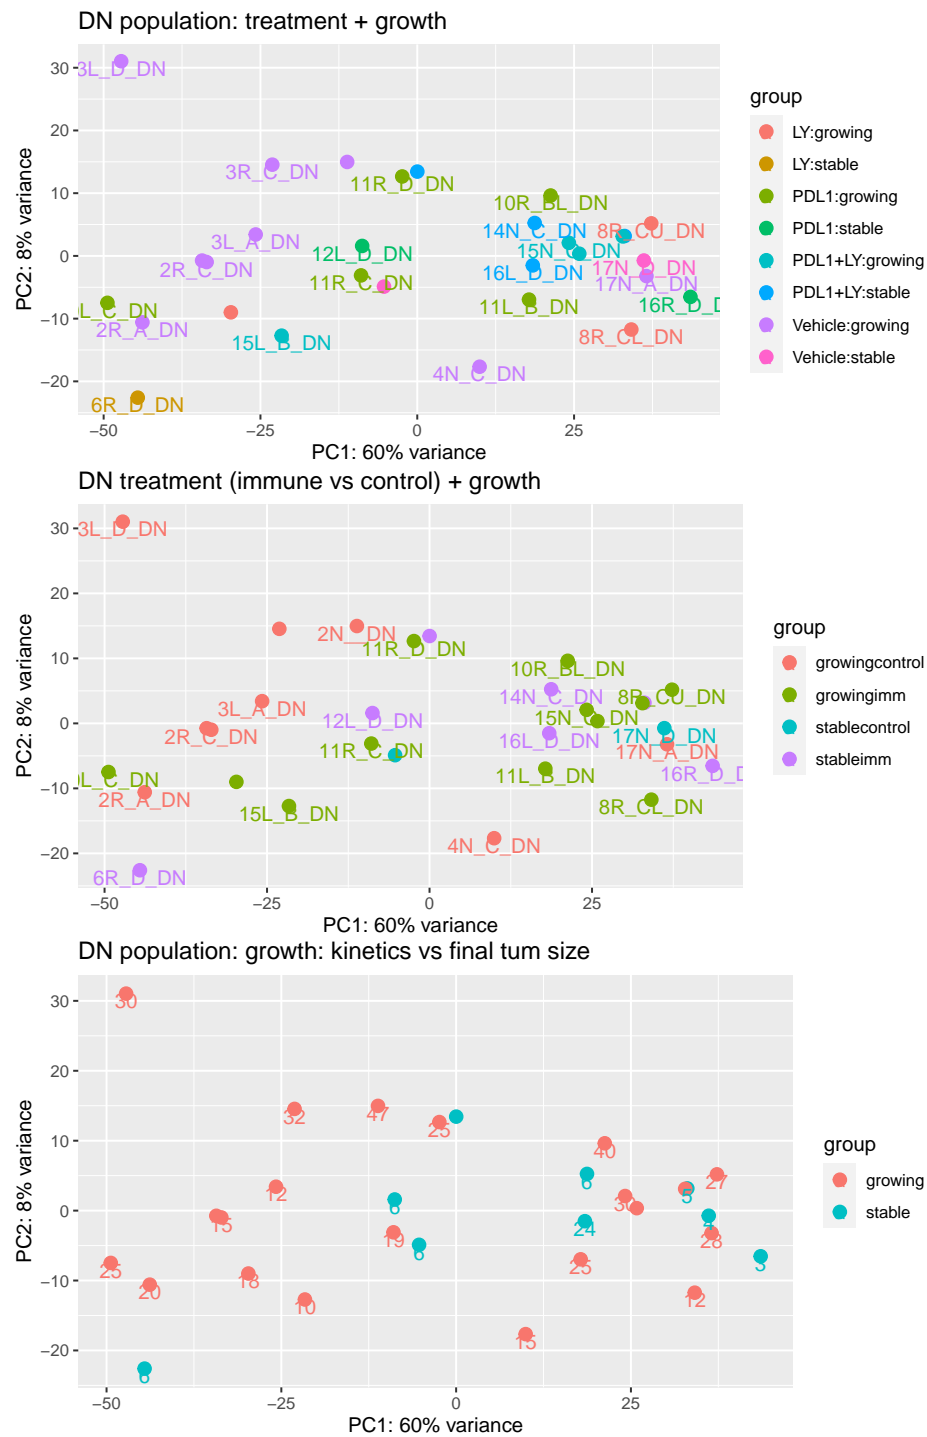 DN population: treatment + growth
PC2: 8% variance
30
20
10
0
−10
−20
3L_D_DN
3R_C_DN
11R_D_DN
10R_BL_DN
14N_C_DN
8R_CU_DN
3L_A_DN
12L_D_DN
15N_C_DN
2R_C_DN
11R_C_DN
16L_D_DN
17N_D_DN
17N_A_DN
L_C_DN
2R_A_DN
11L_B_DN
16R_D_D
15L_B_DN
8R_CL_DN
4N_C_DN
6R_D_DN
−50
−25
0
25
PC1: 60% variance
group
LY:growing
LY:stable
PDL1:growing
PDL1:stable
PDL1+LY:growing
PDL1+LY:stable
Vehicle:growing
Vehicle:stable
DN treatment (immune vs control) + growth
PC2: 8% variance
30
20
10
0
−10
−20
3L_D_DN
2N__DN
11R_D_DN
10R_BL_DN
14N_C_DN
8R_CU_DN
3L_A_DN
12L_D_DN
15N_C_DN
2R_C_DN
11R_C_DN
16L_D_DN
17N_D_DN
17N_A_DN
L_C_DN
2R_A_DN
11L_B_DN
16R_D_D
15L_B_DN
8R_CL_DN
4N_C_DN
6R_D_DN
−50
−25
0
25
PC1: 60% variance
group
growingcontrol
growingimm
stablecontrol
stableimm
DN population: growth: kinetics vs final tum size
PC2: 8% variance
30
20
10
0
−10
−20
30
32
47
25
40
12
6
6
5
27
15
19
30
24
4
28
25
20
18
6
25
3
10
12
15
6
−50
−25
0
25
PC1: 60% variance
group
growing
stable